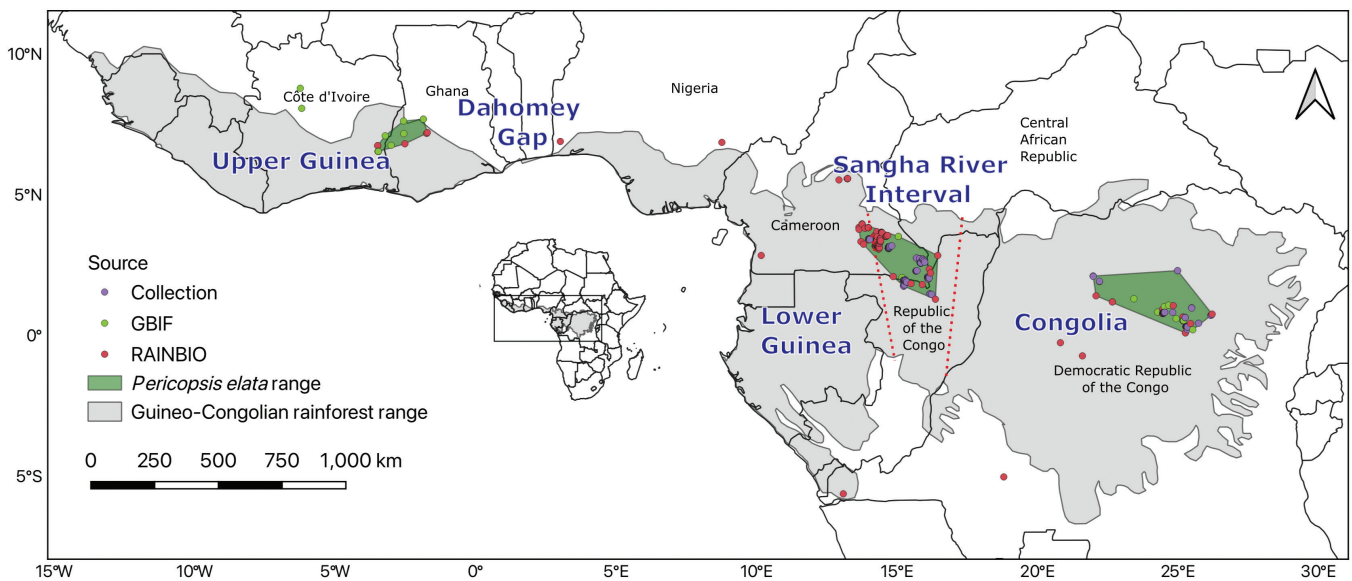 10°N
5°N
0°
5°S
Côte d'Ivoire
Ghana
Dahomey
Gap
Nigeria
Central
African
Republic
Upper Guinea
Sangha River
Interval
Cameroon
Lower
Guinea
Republic
of the
Congo
Congolia
Democratic Republic
of the Congo
Source
Collection
GBIF
RAINBIO
Pericopsis elata range
Guineo-Congolian rainforest range
0 250 500 750 1,000 km
15°W 10°W 5°W 0° 5°E 10°E 15°E 20°E 25°E 30°E